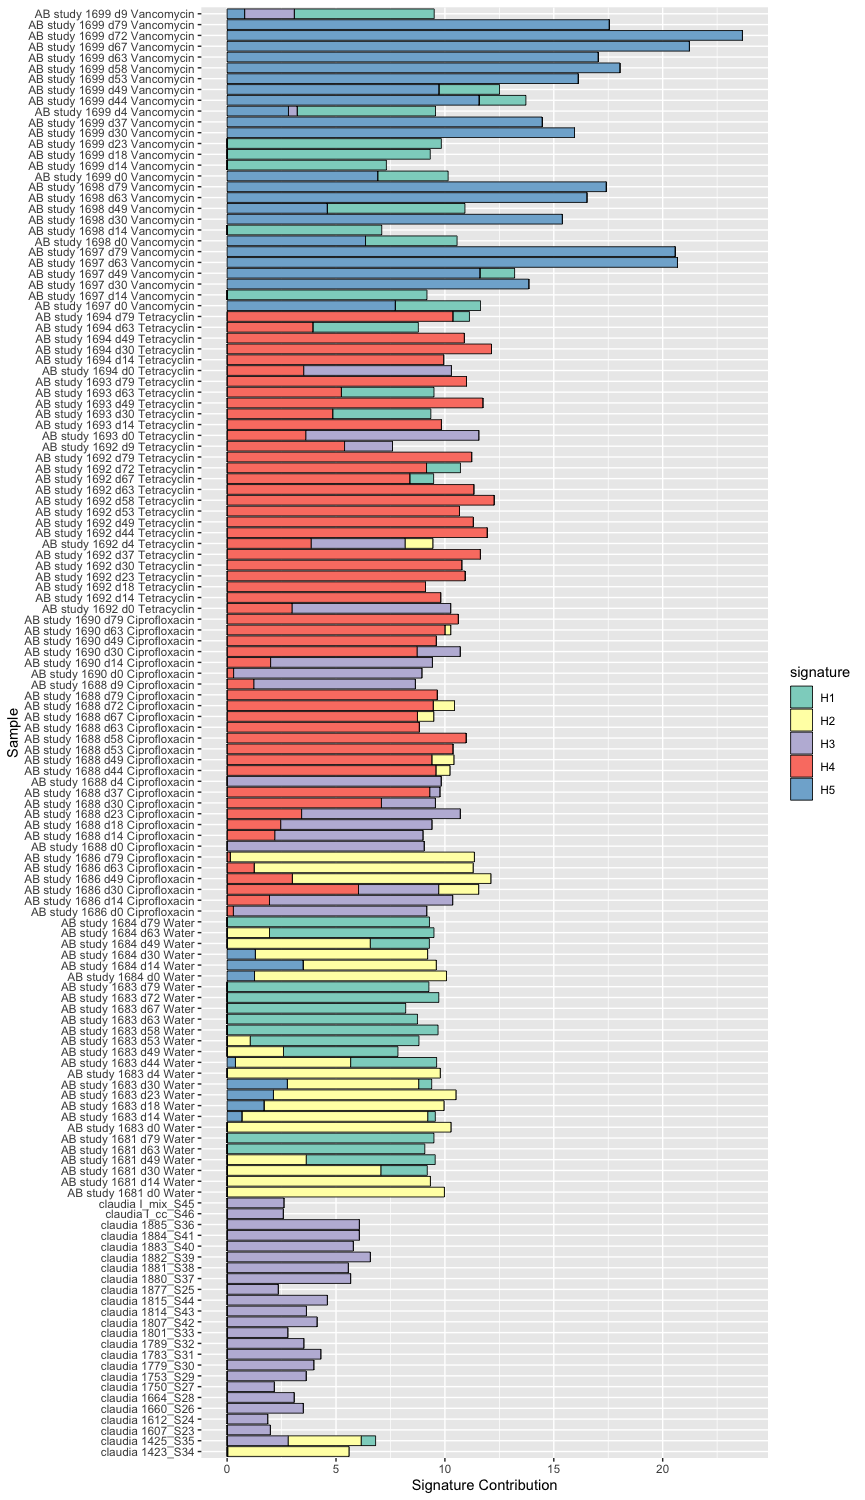 AB study 1699 d9 Vancomycin
AB study 1699 d79 Vancomycin
AB study 1699 d72 Vancomycin
AB study 1699 d67 Vancomycin
AB study 1699 d63 Vancomycin
AB study 1699 d58 Vancomycin
AB study 1699 d53 Vancomycin
AB study 1699 d49 Vancomycin
AB study 1699 d44 Vancomycin
AB study 1699 d4 Vancomycin
AB study 1699 d37 Vancomycin
AB study 1699 d30 Vancomycin
AB study 1699 d23 Vancomycin
AB study 1699 d18 Vancomycin
AB study 1699 d14 Vancomycin
AB study 1699 d0 Vancomycin
AB study 1698 d79 Vancomycin
AB study 1698 d63 Vancomycin
AB study 1698 d49 Vancomycin
AB study 1698 d30 Vancomycin
AB study 1698 d14 Vancomycin
AB study 1698 d0 Vancomycin
AB study 1697 d79 Vancomycin
AB study 1697 d63 Vancomycin
AB study 1697 d49 Vancomycin
AB study 1697 d30 Vancomycin
AB study 1697 d14 Vancomycin
AB study 1697 d0 Vancomycin
AB study 1694 d79 Tetracyclin
AB study 1694 d63 Tetracyclin
AB study 1694 d49 Tetracyclin
AB study 1694 d30 Tetracyclin
AB study 1694 d14 Tetracyclin
AB study 1694 d0 Tetracyclin
AB study 1693 d79 Tetracyclin
AB study 1693 d63 Tetracyclin
AB study 1693 d49 Tetracyclin
AB study 1693 d30 Tetracyclin
AB study 1693 d14 Tetracyclin
AB study 1693 d0 Tetracyclin
AB study 1692 d9 Tetracyclin
AB study 1692 d79 Tetracyclin
AB study 1692 d72 Tetracyclin
AB study 1692 d67 Tetracyclin
AB study 1692 d63 Tetracyclin
AB study 1692 d58 Tetracyclin
AB study 1692 d53 Tetracyclin
AB study 1692 d49 Tetracyclin
AB study 1692 d44 Tetracyclin
AB study 1692 d4 Tetracyclin
AB study 1692 d37 Tetracyclin
AB study 1692 d30 Tetracyclin
AB study 1692 d23 Tetracyclin
AB study 1692 d18 Tetracyclin
AB study 1692 d14 Tetracyclin
AB study 1692 d0 Tetracyclin
AB study 1690 d79 Ciprofloxacin
AB study 1690 d63 Ciprofloxacin
AB study 1690 d49 Ciprofloxacin
AB study 1690 d30 Ciprofloxacin
AB study 1690 d14 Ciprofloxacin
AB study 1690 d0 Ciprofloxacin
AB study 1688 d9 Ciprofloxacin
AB study 1688 d79 Ciprofloxacin
AB study 1688 d72 Ciprofloxacin
AB study 1688 d67 Ciprofloxacin
AB study 1688 d63 Ciprofloxacin
AB study 1688 d58 Ciprofloxacin
AB study 1688 d53 Ciprofloxacin
AB study 1688 d49 Ciprofloxacin
AB study 1688 d44 Ciprofloxacin
AB study 1688 d4 Ciprofloxacin
AB study 1688 d37 Ciprofloxacin
AB study 1688 d30 Ciprofloxacin
AB study 1688 d23 Ciprofloxacin
AB study 1688 d18 Ciprofloxacin
AB study 1688 d14 Ciprofloxacin
AB study 1688 d0 Ciprofloxacin
AB study 1686 d79 Ciprofloxacin
AB study 1686 d63 Ciprofloxacin
AB study 1686 d49 Ciprofloxacin
AB study 1686 d30 Ciprofloxacin
AB study 1686 d14 Ciprofloxacin
AB study 1686 d0 Ciprofloxacin
AB study 1684 d79 Water
AB study 1684 d63 Water
AB study 1684 d49 Water
AB study 1684 d30 Water
AB study 1684 d14 Water
AB study 1684 d0 Water
AB study 1683 d79 Water
AB study 1683 d72 Water
AB study 1683 d67 Water
AB study 1683 d63 Water
AB study 1683 d58 Water
AB study 1683 d53 Water
AB study 1683 d49 Water
AB study 1683 d44 Water
AB study 1683 d4 Water
AB study 1683 d30 Water
AB study 1683 d23 Water
AB study 1683 d18 Water
AB study 1683 d14 Water
AB study 1683 d0 Water
AB study 1681 d79 Water
AB study 1681 d63 Water
AB study 1681 d49 Water
AB study 1681 d30 Water
AB study 1681 d14 Water
AB study 1681 d0 Water
claudia I_mix_S45
claudia I_cc_S46
claudia 1885_S36
claudia 1884_S41
claudia 1883_S40
claudia 1882_S39
claudia 1881_S38
claudia 1880_S37
claudia 1877_S25
claudia 1815_S44
claudia 1814_S43
claudia 1807_S42
claudia 1801_S33
claudia 1789_S32
claudia 1783_S31
claudia 1779_S30
claudia 1753_S29
claudia 1750_S27
claudia 1664_S28
claudia 1660_S26
claudia 1612_S24
claudia 1607_S23
claudia 1425_S35
claudia 1423_S34
Sample
0 5 10 15 20
Signature Contribution
signature
H1
H2
H3
H4
H5